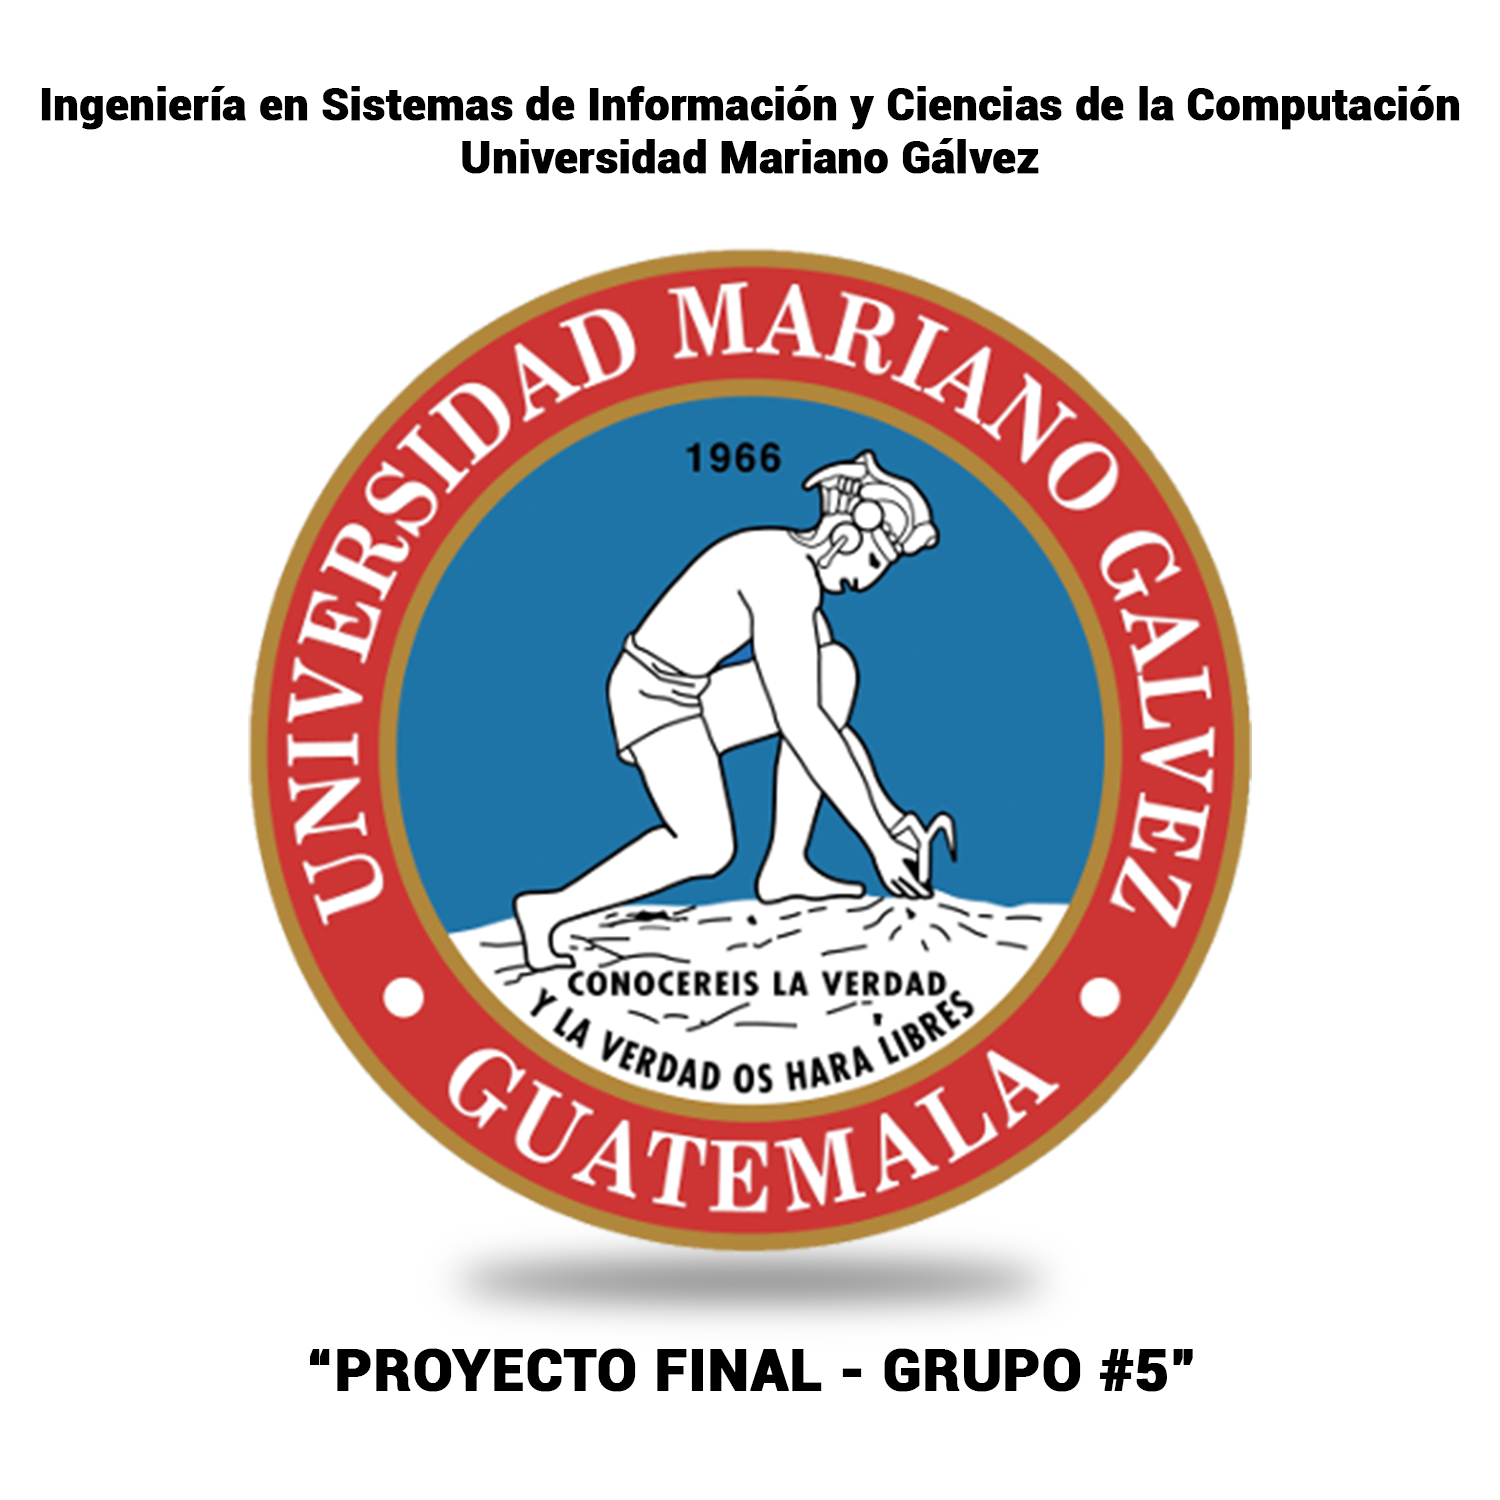 Ingeniería en Sistemas de Información y Ciencias de la Computación
Universidad Mariano Gálvez
UNIVERSIDAD MARIANO GALVEZ
1966
CONOCEREIS LA VERDAD
Y LA VERDAD OS HARA LIBRES
GUATEMALA
“PROYECTO FINAL - GRUPO #5”